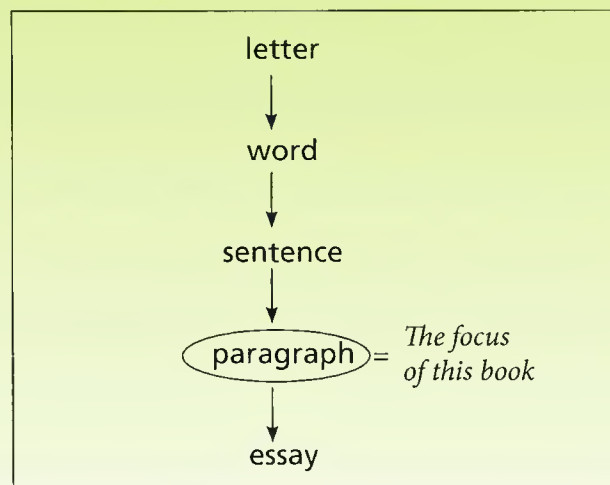 letter
word
sentence
paragraph = The focus
of this book
essay